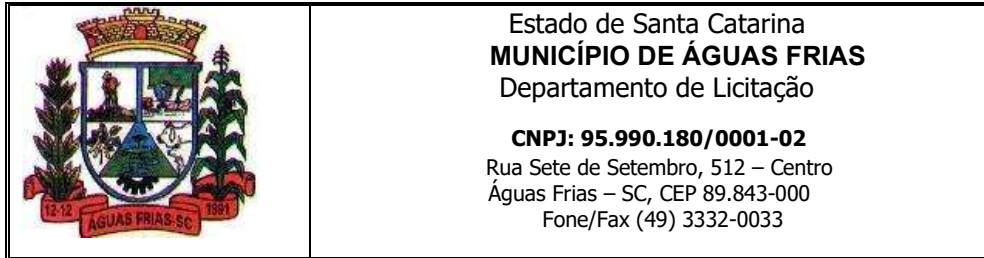 Estado de Santa Catarina
MUNICÍPIO DE ÁGUAS FRIAS
Departamento de Licitação
CNPJ: 95.990.180/0001-02
Rua Sete de Setembro, 512 – Centro
Águas Frias – SC, CEP 89.843-000
Fone/Fax (49) 3332-0033
12-12
ÁGUAS FRIAS-SC
1991